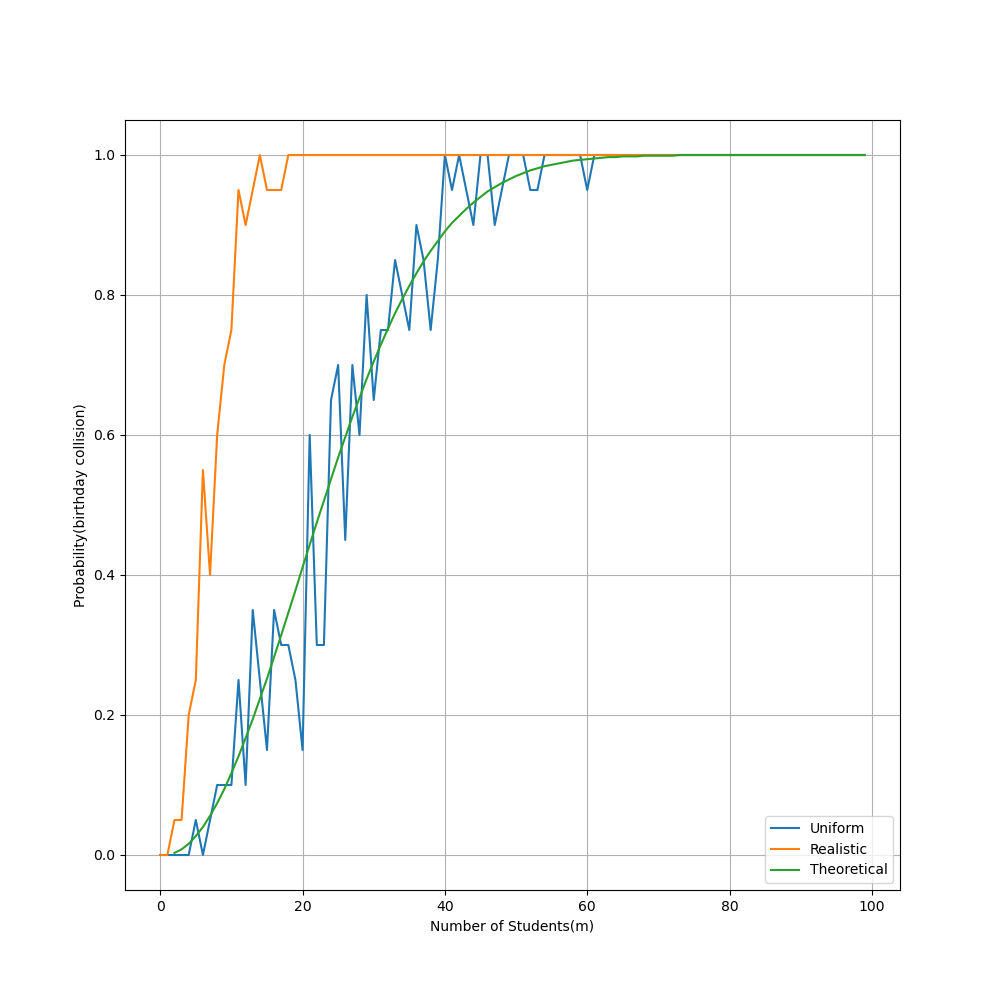 1.0
0.8
0.6
0.4
0.2
0.0
Probability(birthday collision)
0 20 40 60 80 100
Number of Students(m)
Uniform
Realistic
Theoretical